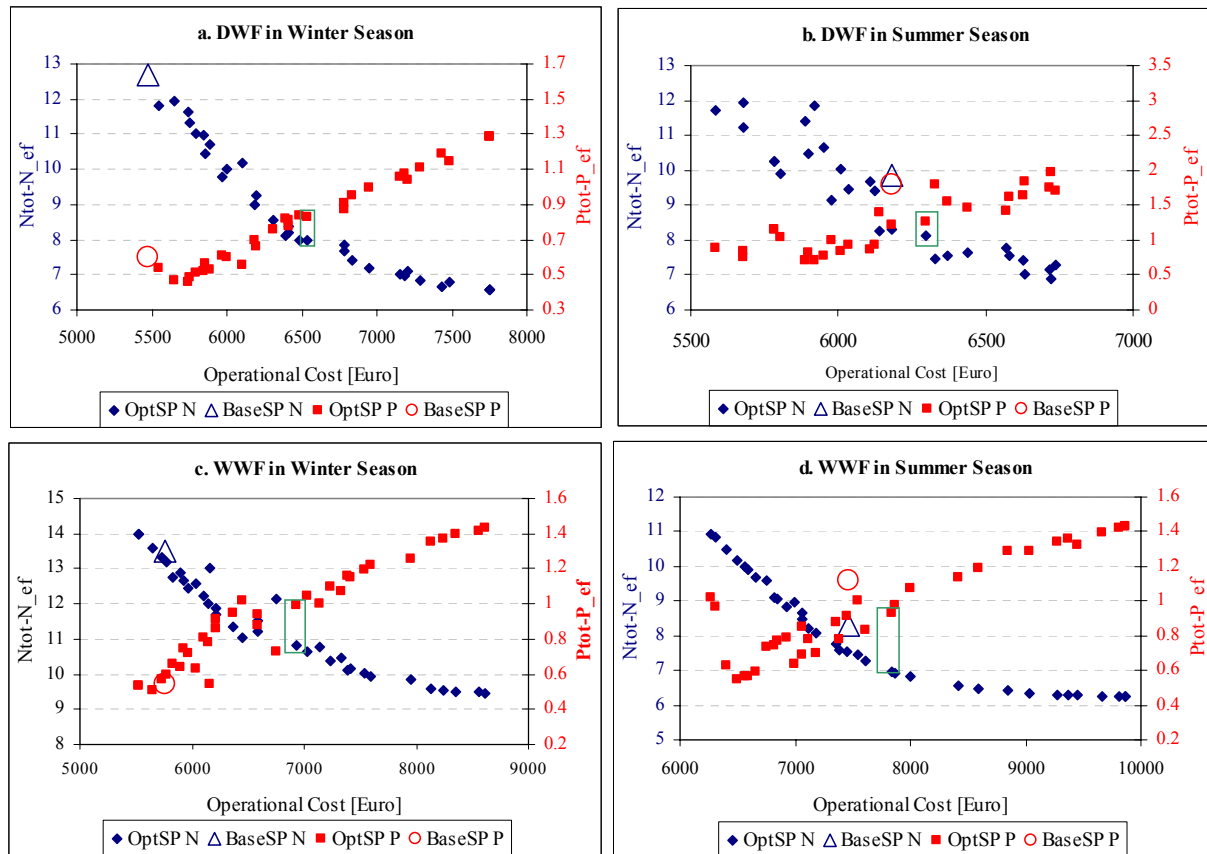 a. DWF in Winter Season
Ntot-N_ef
13
12
11
10
9
8
7
6
1.7
1.5
1.3
1.1
0.9
0.7
0.5
0.3
Ptot-P_ef
5000 5500 6000 6500 7000 7500 8000
Operational Cost [Euro]
OptSP N BaseSP N OptSP P BaseSP P
b. DWF in Summer Season
Ntot-N_ef
13
12
11
10
9
8
7
6
3.5
3
2.5
2
1.5
1
0.5
0
Ptot-P_ef
5500 6000 6500 7000
Operational Cost [Euro]
OptSP N BaseSP N OptSP P BaseSP P
c. WWF in Winter Season
Ntot-N_ef
15
14
13
12
11
10
9
8
1.6
1.4
1.2
1
0.8
0.6
0.4
0.2
Ptot-P_ef
5000 6000 7000 8000 9000
Operational Cost [Euro]
OptSP N BaseSP N OptSP P BaseSP P
d. WWF in Summer Season
Ntot-N_ef
12
11
10
9
8
7
6
5
1.6
1.4
1.2
1
0.8
0.6
0.4
0.2
Ptot-P_ef
6000 7000 8000 9000 10000
Operational Cost [Euro]
OptSP N BaseSP N OptSP P BaseSP P